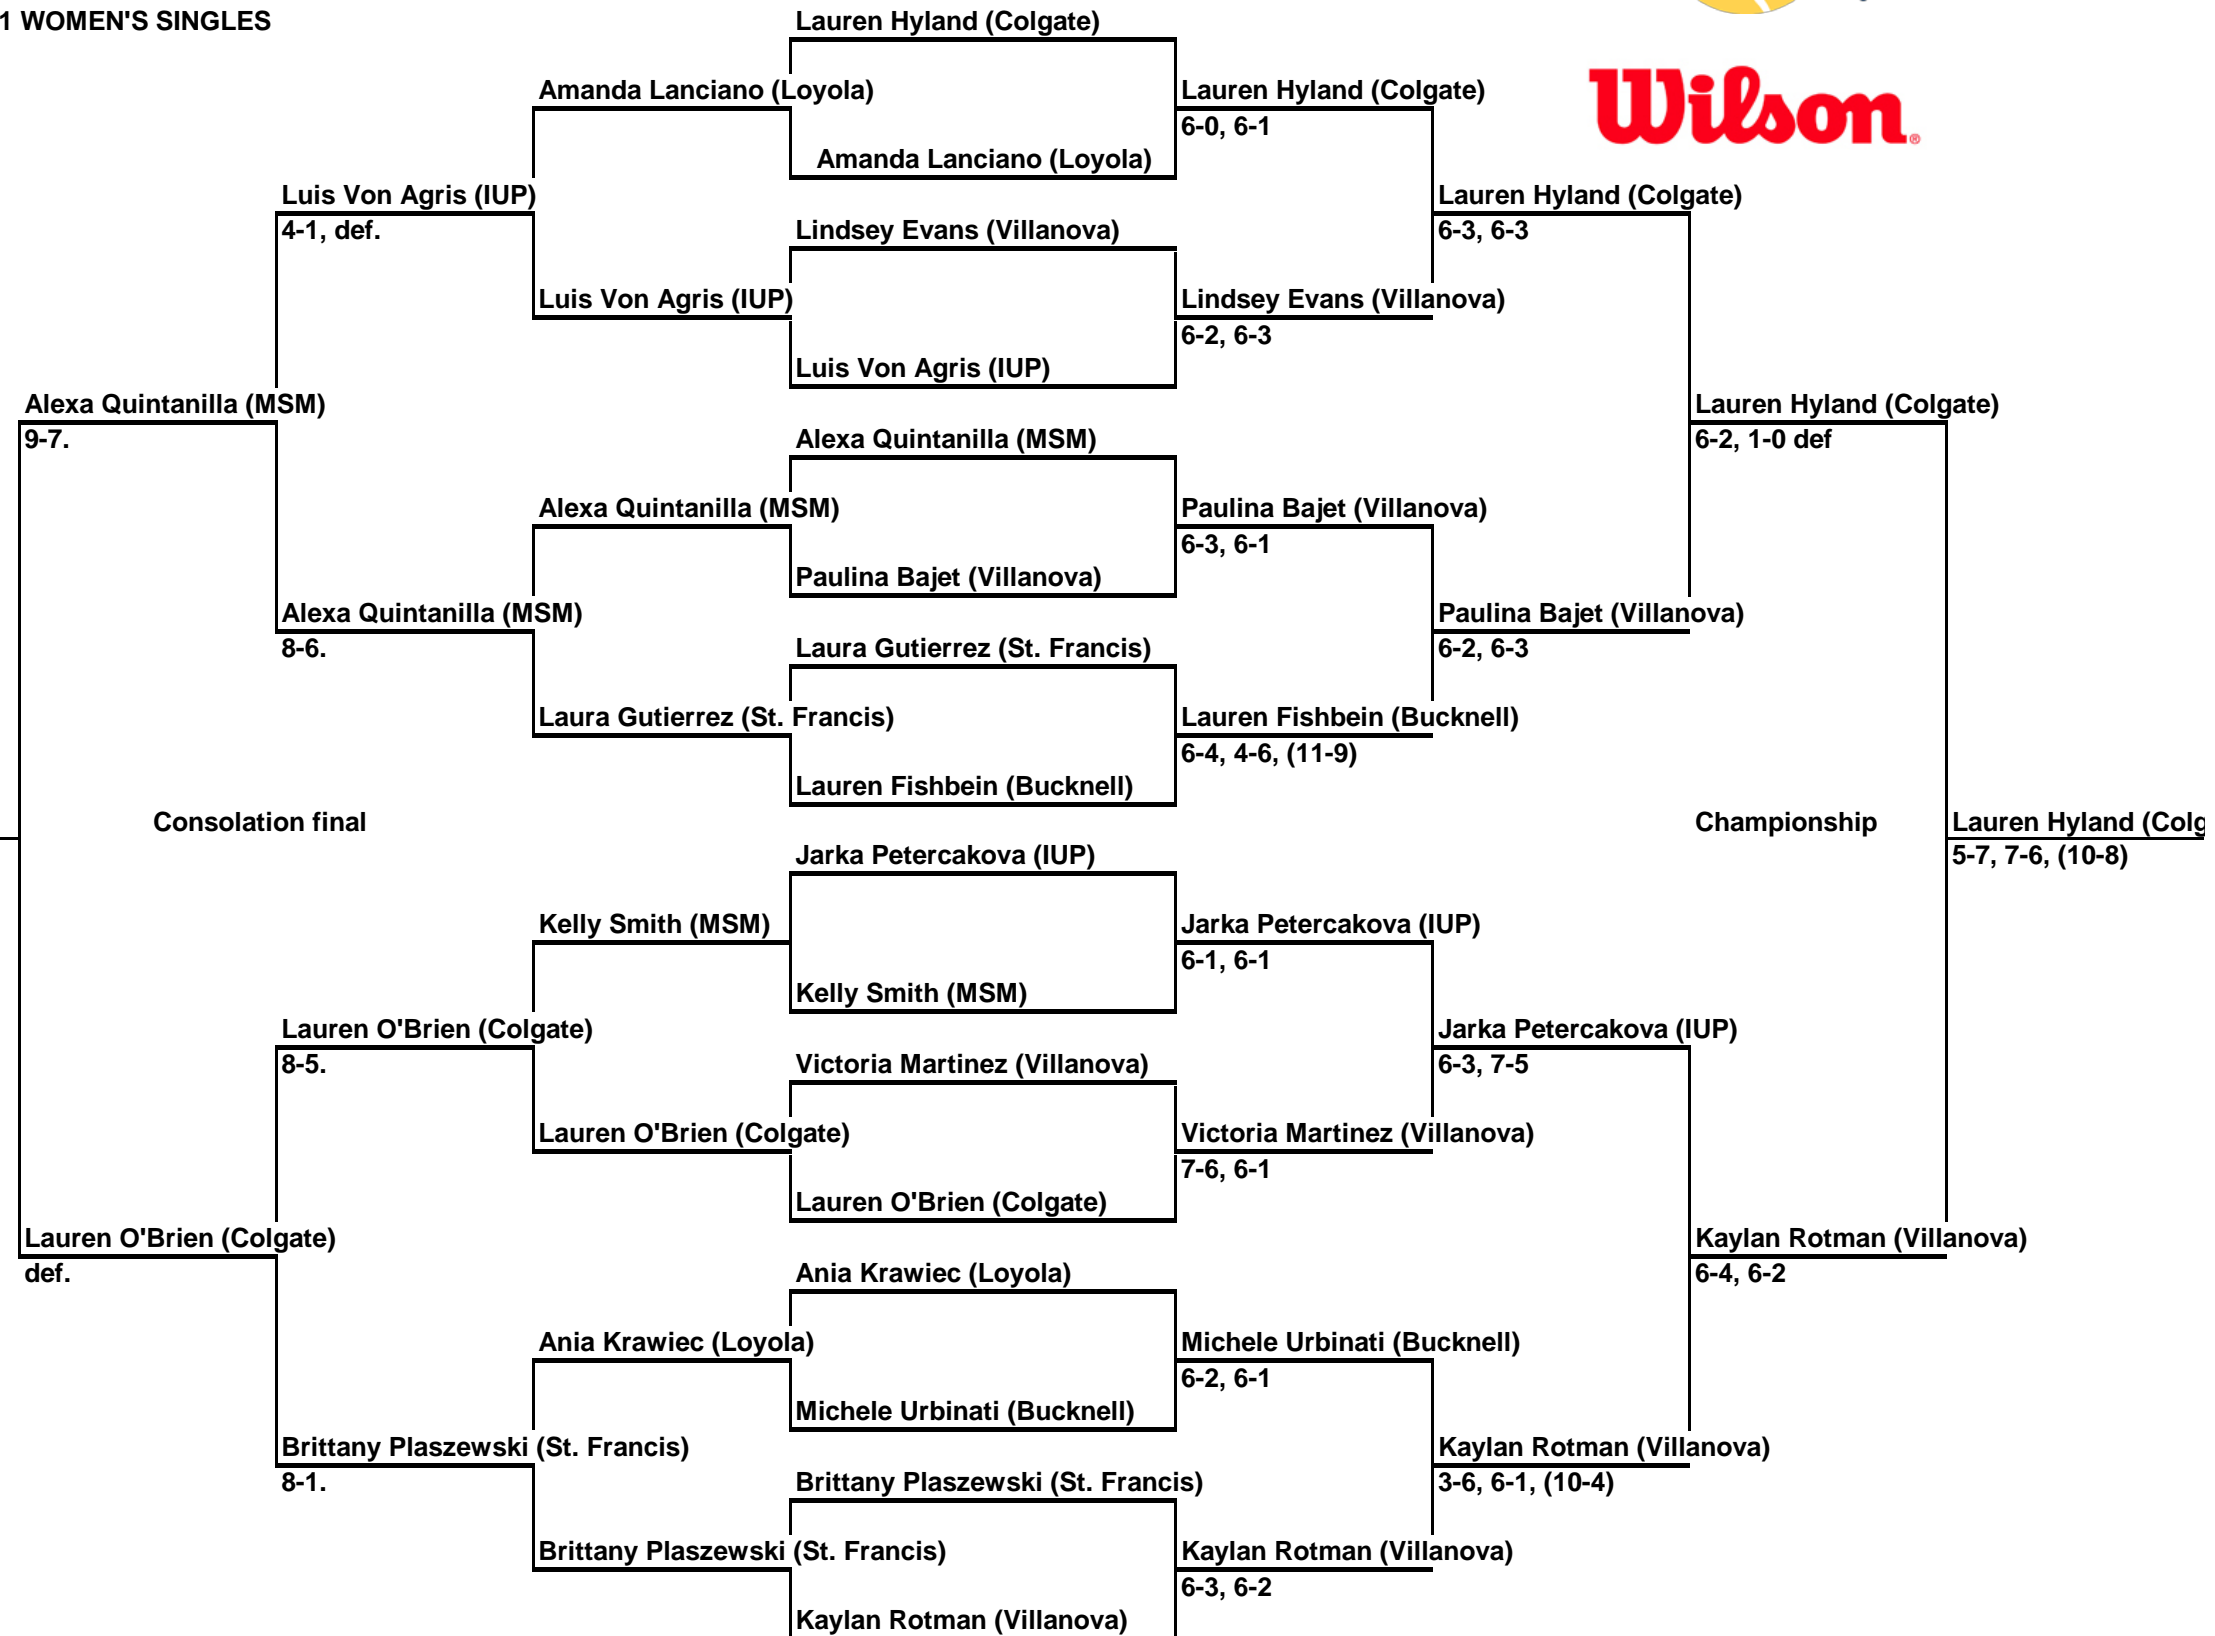 1 WOMEN'S SINGLES
Lauren Hyland (Colgate)
Wilson®
Amanda Lanciano (Loyola)
Lauren Hyland (Colgate)
6-0, 6-1
Amanda Lanciano (Loyola)
Luis Von Agris (IUP)
Lauren Hyland (Colgate)
4-1, def.
Lindsey Evans (Villanova)
6-3, 6-3
Luis Von Agris (IUP)
Lindsey Evans (Villanova)
6-2, 6-3
Luis Von Agris (IUP)
Alexa Quintanilla (MSM)
Lauren Hyland (Colgate)
9-7.
Alexa Quintanilla (MSM)
6-2, 1-0 def
Alexa Quintanilla (MSM)
Paulina Bajet (Villanova)
6-3, 6-1
Paulina Bajet (Villanova)
Alexa Quintanilla (MSM)
Paulina Bajet (Villanova)
8-6.
Laura Gutierrez (St. Francis)
6-2, 6-3
Laura Gutierrez (St. Francis)
Lauren Fishbein (Bucknell)
6-4, 4-6, (11-9)
Lauren Fishbein (Bucknell)
Consolation final
Championship
Lauren Hyland (Colg
Jarka Petercakova (IUP)
5-7, 7-6, (10-8)
Kelly Smith (MSM)
Jarka Petercakova (IUP)
6-1, 6-1
Kelly Smith (MSM)
Lauren O'Brien (Colgate)
Jarka Petercakova (IUP)
8-5.
Victoria Martinez (Villanova)
6-3, 7-5
Lauren O'Brien (Colgate)
Victoria Martinez (Villanova)
7-6, 6-1
Lauren O'Brien (Colgate)
Lauren O'Brien (Colgate)
Kaylan Rotman (Villanova)
def.
Ania Krawiec (Loyola)
6-4, 6-2
Ania Krawiec (Loyola)
Michele Urbinati (Bucknell)
6-2, 6-1
Michele Urbinati (Bucknell)
Brittany Plaszewski (St. Francis)
Kaylan Rotman (Villanova)
8-1.
Brittany Plaszewski (St. Francis)
3-6, 6-1, (10-4)
Brittany Plaszewski (St. Francis)
Kaylan Rotman (Villanova)
6-3, 6-2
Kaylan Rotman (Villanova)